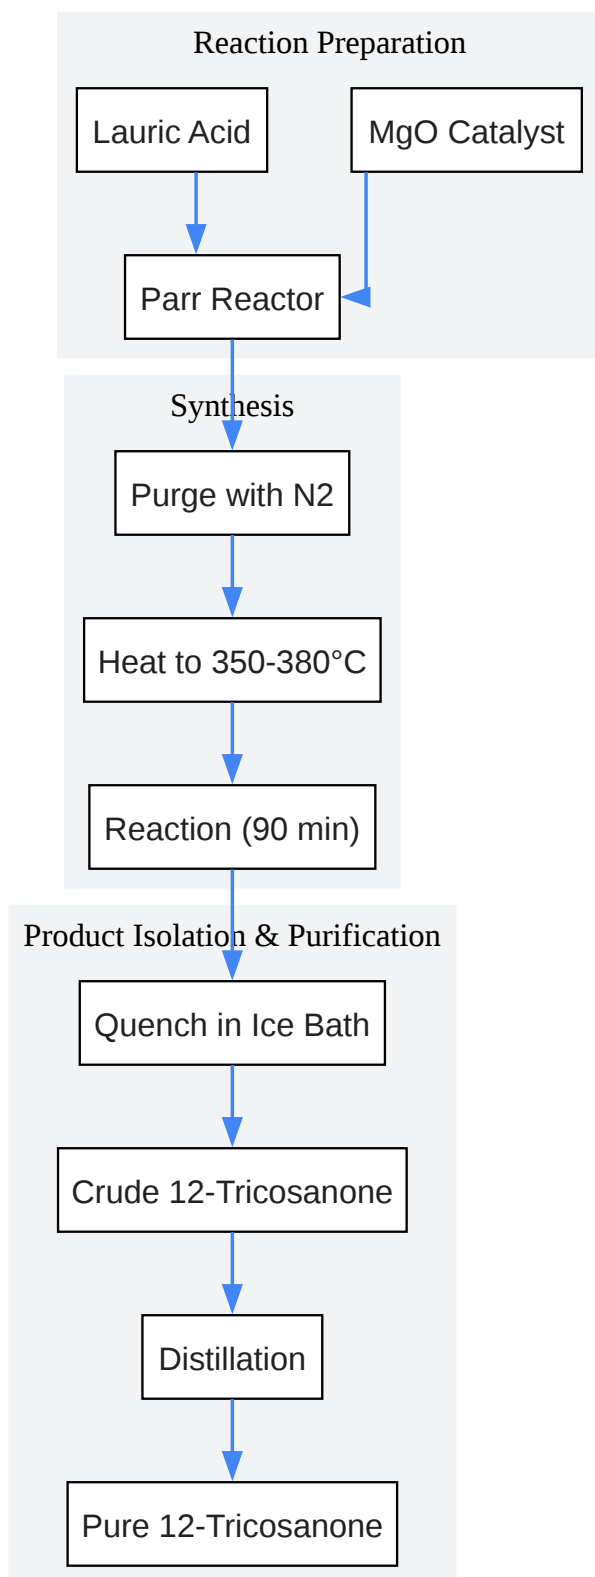 Reaction Preparation
Lauric Acid
MgO Catalyst
Parr Reactor
Synthesis
Purge with N2
Heat to 350-380°C
Reaction (90 min)
Product Isolation & Purification
Quench in Ice Bath
Crude 12-Tricosanone
Distillation
Pure 12-Tricosanone